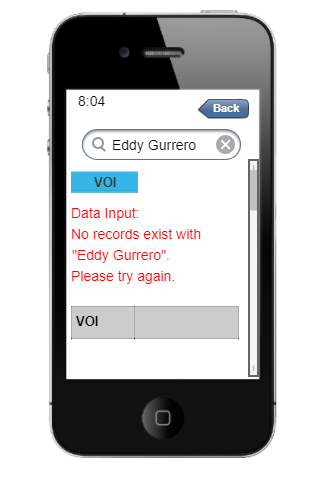 8:04
Back
Eddy Gurrero
VOI
Data Input:
No records exist with
"Eddy Gurrero".
Please try again.
VOI